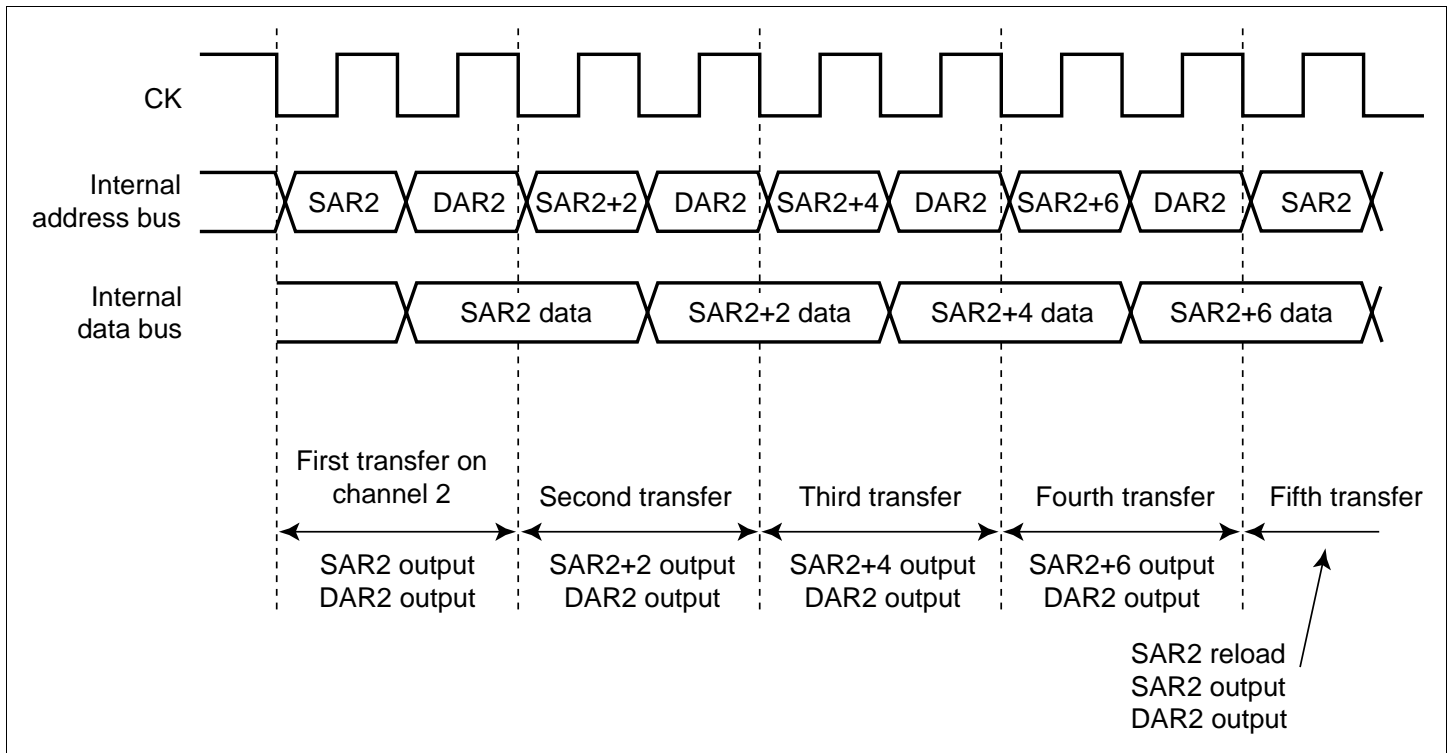 CK
Internal
address bus
SAR2 DAR2 SAR2+2 DAR2 SAR2+4 DAR2 SAR2+6 DAR2 SAR2
Internal
data bus
SAR2 data SAR2+2 data SAR2+4 data SAR2+6 data
First transfer on
channel 2
Second transfer
Third transfer
Fourth transfer
Fifth transfer
SAR2 output
DAR2 output
SAR2+2 output
DAR2 output
SAR2+4 output
DAR2 output
SAR2+6 output
DAR2 output
SAR2 reload
SAR2 output
DAR2 output